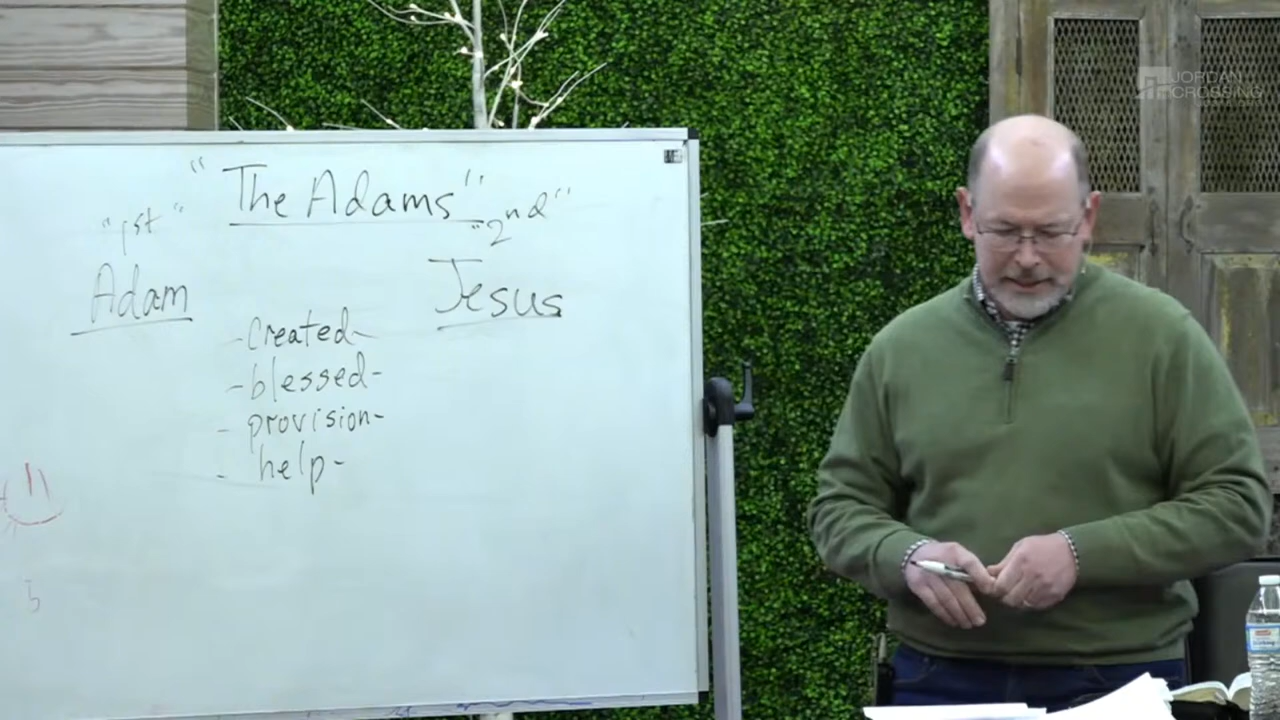 "The Adams"
"1st" "2nd"
Adam Jesus
-created-
-blessed-
-provision-
- help-
JORDAN
CROSSING